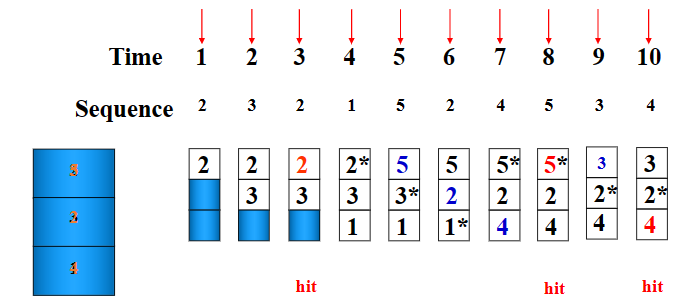 Time 1 2 3 4 5 6 7 8 9 10
Sequence 2 3 2 1 5 2 4 5 3 4
2 2 2 2* 5 5 5* 5* 3 3
3 3 3 3* 2 2 2 2* 2*
1 1 1* 4 4 4 4
hit hit hit